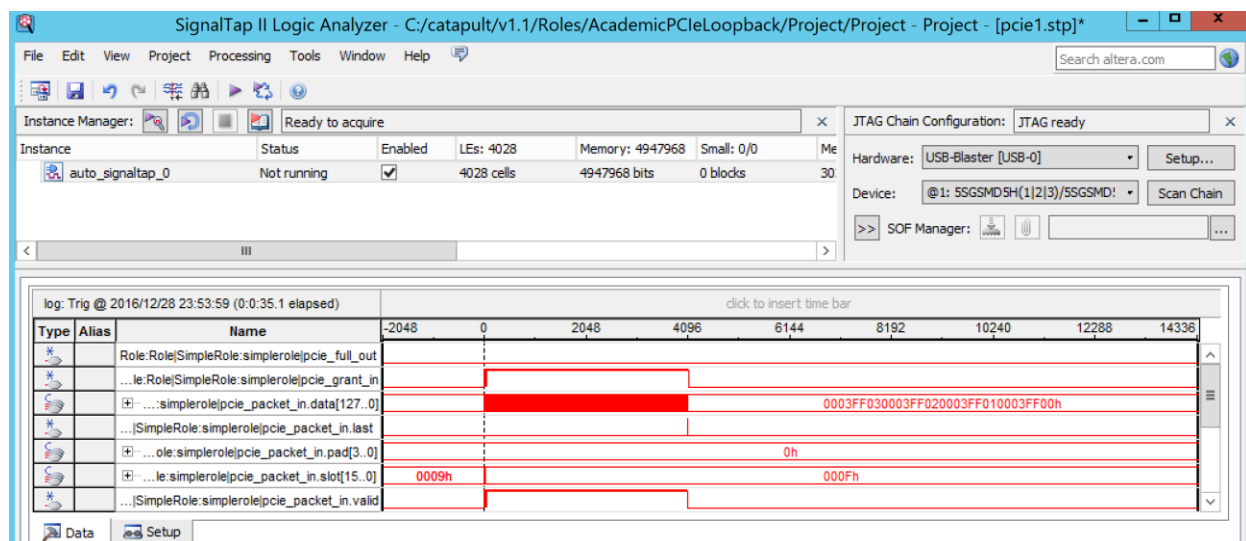 SignalTap II Logic Analyzer - C:/catapult/v1.1/Roles/AcademicPCIeLoopback/Project/Project - Project - [pcie1.stp]*
File Edit View Project Processing Tools Window Help
Search altera.com
Instance Manager: Ready to acquire
JTAG Chain Configuration: JTAG ready
Instance Status Enabled LEs: 4028 Memory: 4947968 Small: 0/0 Me
auto_signaltap_0 Not running 4028 cells 4947968 bits 0 blocks 30.
Hardware: USB-Blaster [USB-0] Setup...
Device: @1: 5SGSMD5H(1|2|3)/5SGSMD! Scan Chain
>> SOF Manager: ...
log: Trig @ 2016/12/28 23:53:59 (0:0:35.1 elapsed) click to insert time bar
Type Alias Name -2048 0 2048 4096 6144 8192 10240 12288 14336
Role:Role|SimpleRole:simplerole|pcie_full_out
...le:Role|SimpleRole:simplerole|pcie_grant_in
...:simplerole|pcie_packet_in.data[127..0] 0003FF030003FF020003FF010003FF00h
...|SimpleRole:simplerole|pcie_packet_in.last
...ole:simplerole|pcie_packet_in.pad[3..0] 0h
...le:simplerole|pcie_packet_in.slot[15..0] 0009h 000Fh
...|SimpleRole:simplerole|pcie_packet_in.valid
Data Setup